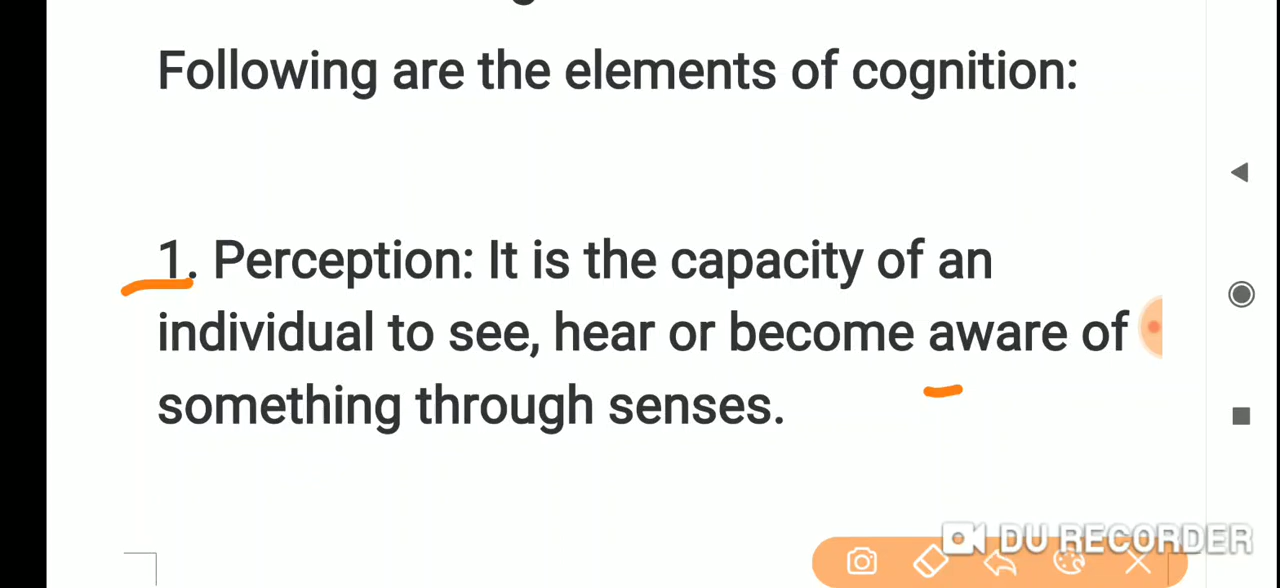 Following are the elements of cognition:
1. Perception: It is the capacity of an
individual to see, hear or become aware of
something through senses.
DU RECORDER